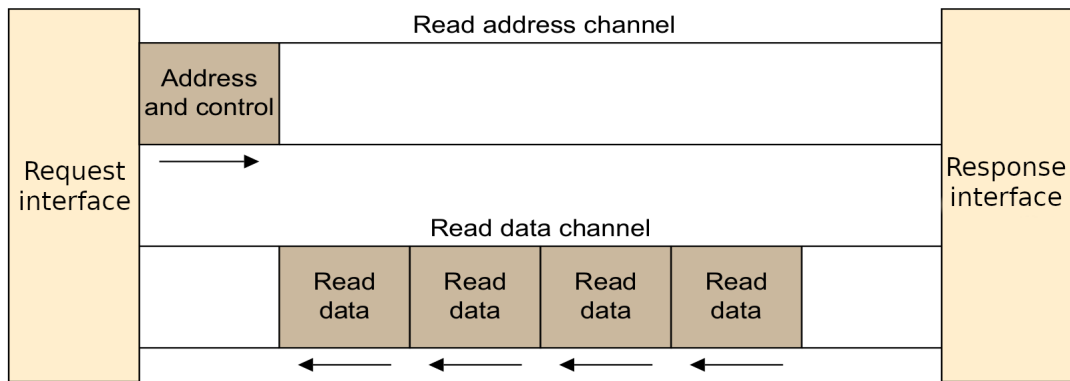 Read address channel
Address
and control
Request
interface
Response
interface
Read data channel
Read
data
Read
data
Read
data
Read
data